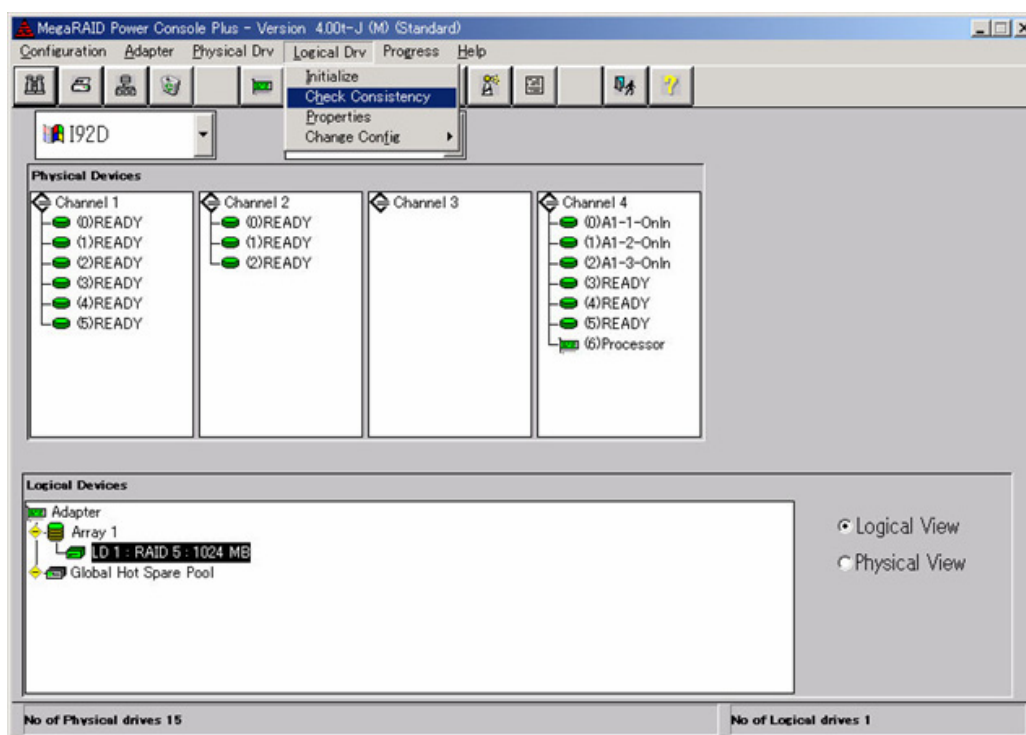 MegaRAID Power Console Plus - Version 4.00t-J (M) (Standard)
Configuration Adapter Physical Drv Logical Drv Progress Help
Initialize
Check Consistency
Properties
Change Config
I92D
Physical Devices
Channel 1
(0)READY
(1)READY
(2)READY
(3)READY
(4)READY
(5)READY
Channel 2
(0)READY
(1)READY
(2)READY
Channel 3
Channel 4
(0)A1-1-Onln
(1)A1-2-Onln
(2)A1-3-Onln
(3)READY
(4)READY
(5)READY
(6)Processor
Logical Devices
Adapter
Array 1
LD 1 : RAID 5 : 1024 MB
Global Hot Spare Pool
Logical View
Physical View
No of Physical drives 15
No of Logical drives 1